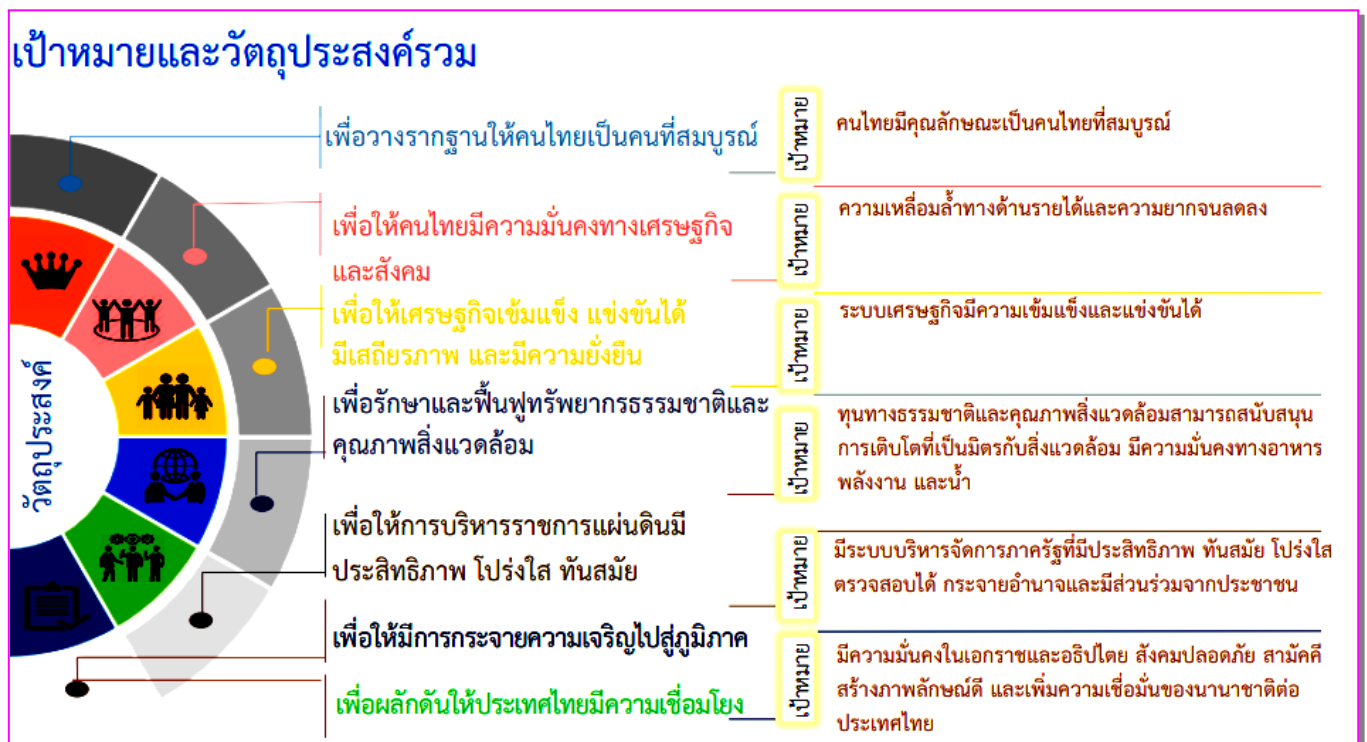 เป้าหมายและวัตถุประสงค์รวม
วัตถุประสงค์
เพื่อวางรากฐานให้คนไทยเป็นคนที่สมบูรณ์
เป้าหมาย
คนไทยมีคุณลักษณะเป็นคนไทยที่สมบูรณ์
เพื่อให้คนไทยมีความมั่นคงทางเศรษฐกิจ
และสังคม
เป้าหมาย
ความเหลื่อมล้ำทางด้านรายได้และความยากจนลดลง
เพื่อให้เศรษฐกิจเข้มแข็ง แข่งขันได้
มีเสถียรภาพ และมีความยั่งยืน
เป้าหมาย
ระบบเศรษฐกิจมีความเข้มแข็งและแข่งขันได้
เพื่อรักษาและฟื้นฟูทรัพยากรธรรมชาติและ
คุณภาพสิ่งแวดล้อม
เป้าหมาย
ทุนทางธรรมชาติและคุณภาพสิ่งแวดล้อมสามารถสนับสนุน
การเติบโตที่เป็นมิตรกับสิ่งแวดล้อม มีความมั่นคงทางอาหาร
พลังงาน และน้ำ
เพื่อให้การบริหารราชการแผ่นดินมี
ประสิทธิภาพ โปร่งใส ทันสมัย
เป้าหมาย
มีระบบบริหารจัดการภาครัฐที่มีประสิทธิภาพ ทันสมัย โปร่งใส
ตรวจสอบได้ กระจายอำนาจและมีส่วนร่วมจากประชาชน
เพื่อให้มีการกระจายความเจริญไปสู่ภูมิภาค
เพื่อผลักดันให้ประเทศไทยมีความเชื่อมโยง
เป้าหมาย
มีความมั่นคงในเอกราชและอธิปไตย สังคมปลอดภัย สามัคคี
สร้างภาพลักษณ์ดี และเพิ่มความเชื่อมั่นของนานาชาติต่อ
ประเทศไทย